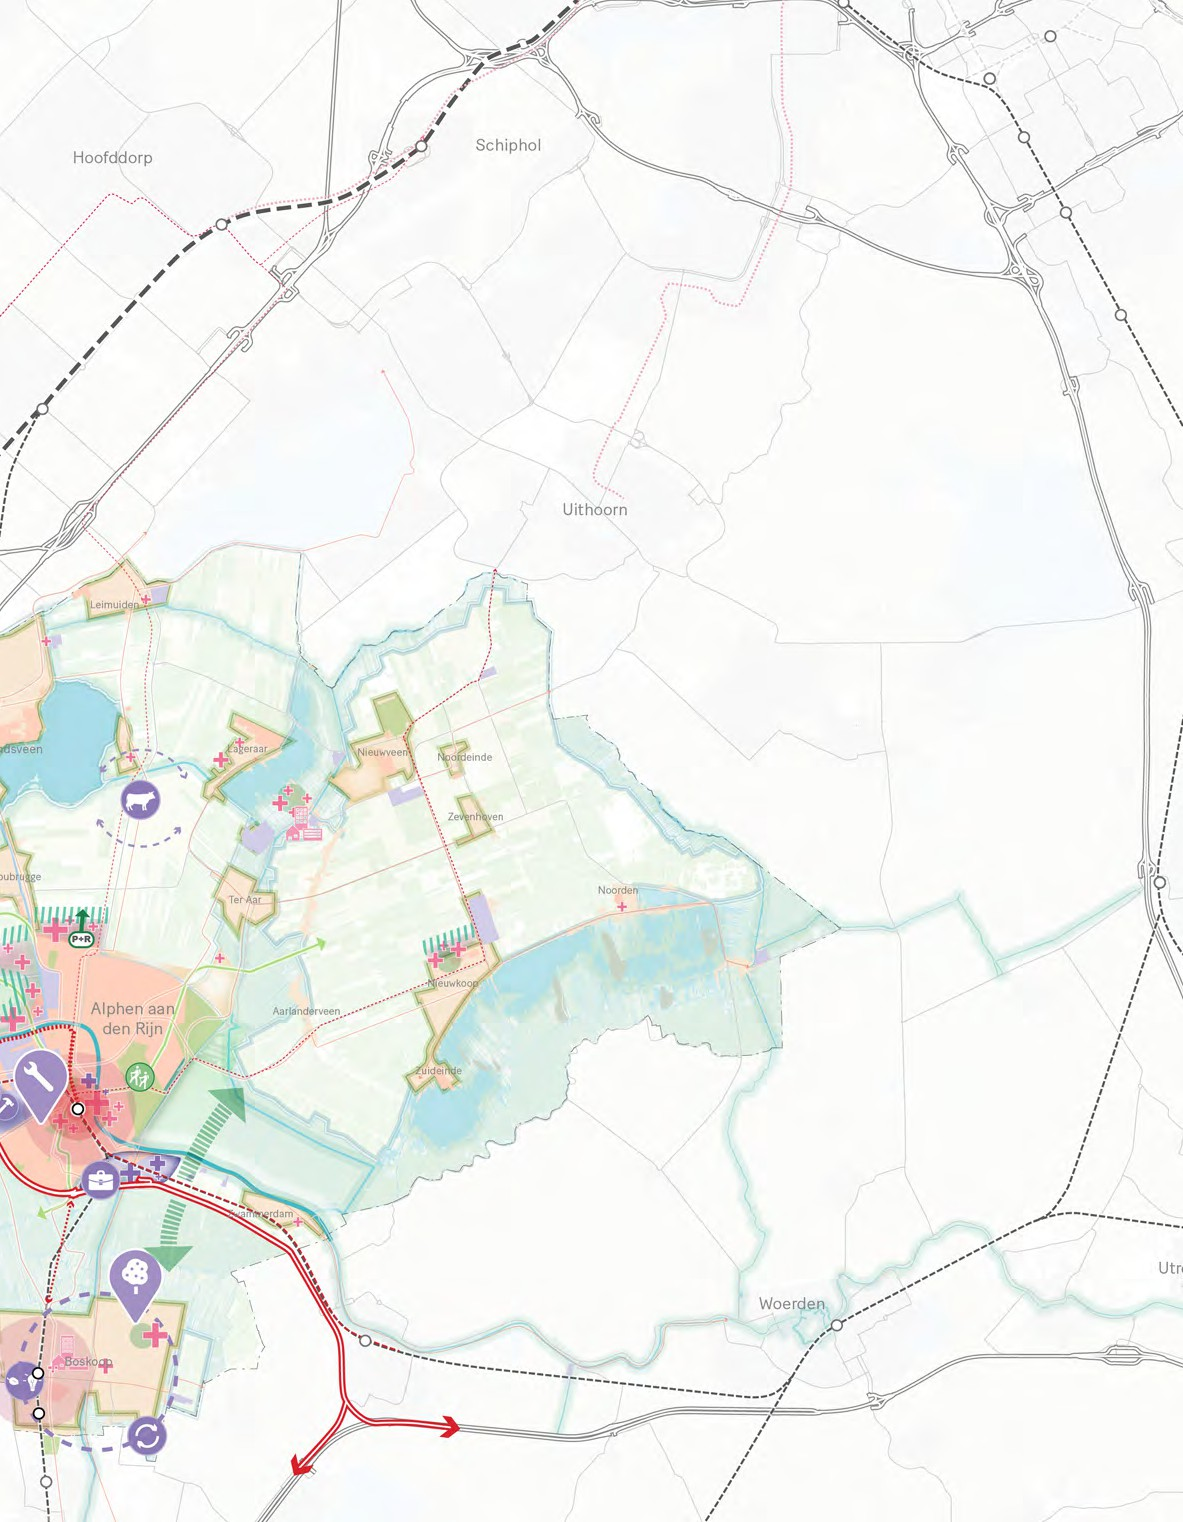 Hoofddorp
Schiphol
Uithoorn
Leimuiden
dsveen
Lageraar
Nieuwveen
Noordeinde
Zevenhoven
oubrugge
Ter Aar
Noorden
P+R
Nieuwkoop
Alphen aan
den Rijn
Aarlanderveen
Zuideinde
Zwammerdam
Utre
Woerden
Boskoop